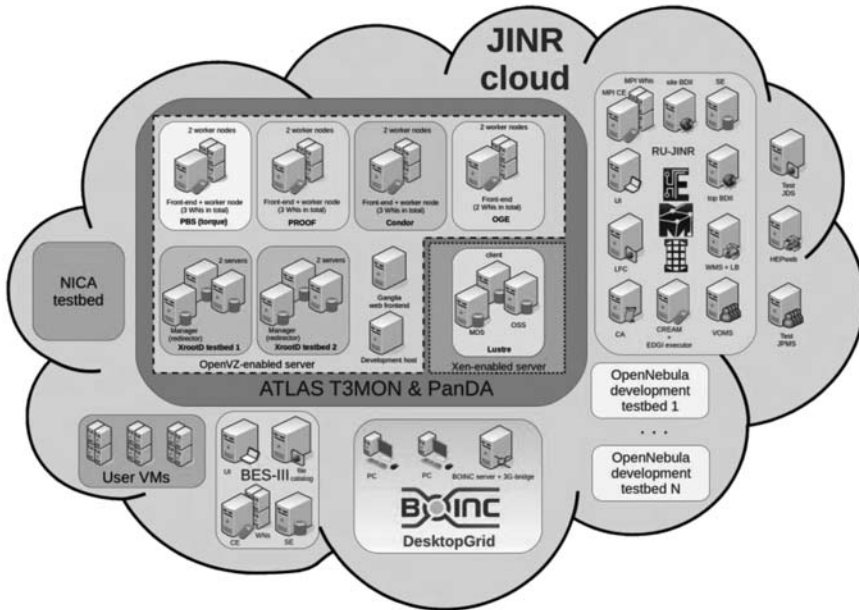 JINR
cloud
2 worker nodes
2 worker nodes
2 worker nodes
2 worker nodes
Front-end + worker node
(3 WNs in total)
PBS (torque)
Front-end + worker node
(3 WNs in total)
PROOF
Front-end + worker node
(3 WNs in total)
Condor
Front-end
(2 WNs in total)
OGE
2 servers
Manager
(redirector)
XrootD testbed 1
2 servers
Manager
(redirector)
XrootD testbed 2
Ganglia
web frontend
Development host
OpenVZ-enabled server
client
MDS
OSS
Lustre
Xen-enabled server
ATLAS T3MON & PanDA
MPI WNs
MPI CE
site BDII
SE
RU-JINR
UI
top BDII
LFC
WMS + LB
CA
CREAM
+
EDGI executor
VOMS
Test
JDS
HEPweb
Test
JPMS
NICA
testbed
User VMs
UI
file
catalog
BES-III
CE
WNs
SE
PC
PC
BOINC server + 3G-bridge
BOINC
DesktopGrid
OpenNebula
development
testbed 1
. . .
OpenNebula
development
testbed N